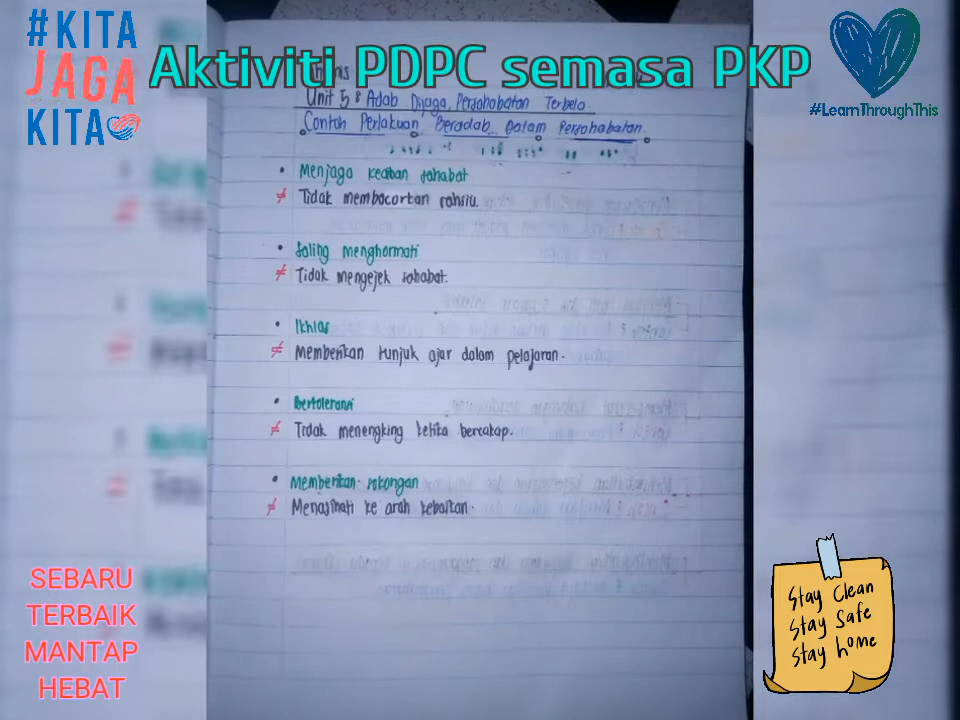 #KITA
JAGA
KITA
Aktiviti PDPC semasa PKP
#LearnThroughThis
Unit 5 : Adab Dijaga Persahabatan Terbela.
Contoh Perlakuan Beradab Dalam Persahabatan.
• Menjaga keaiban sahabat
≠ Tidak membocorkan rahsia.
• Saling menghormati
≠ Tidak mengejek sahabat.
• Ikhlas
≠ Memberikan tunjuk ajar dalam pelajaran.
• Bertoleransi
≠ Tidak menengking ketika bercakap.
• Memberikan sokongan
≠ Menasihati ke arah kebaikan.
SEBARU
TERBAIK
MANTAP
HEBAT
Stay Clean
Stay Safe
Stay home